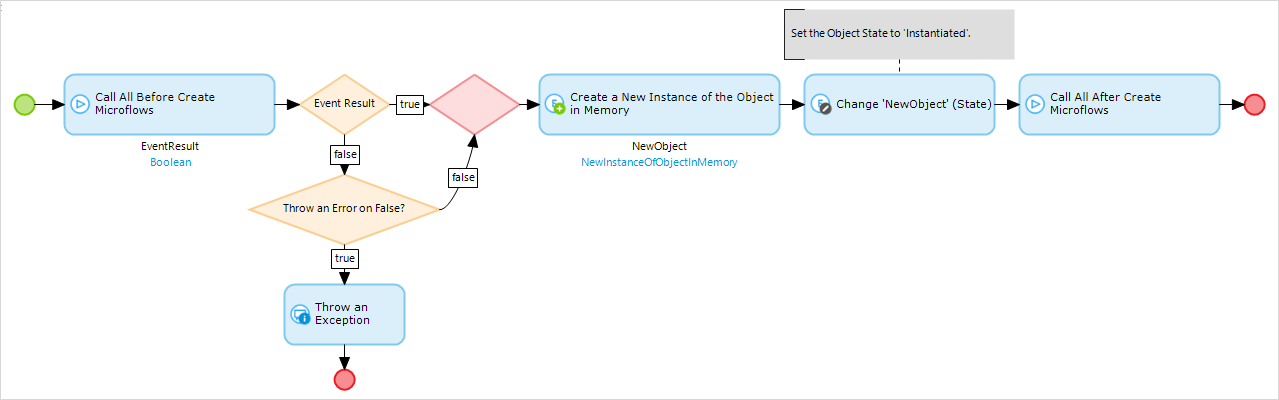 Set the Object State to 'Instantiated'.
Call All Before Create
Microflows
EventResult
Boolean
Event Result
true
Create a New Instance of the Object
in Memory
NewObject
NewInstanceOfObjectInMemory
Change 'NewObject' (State)
Call All After Create
Microflows
false
false
Throw an Error on False?
true
Throw an
Exception